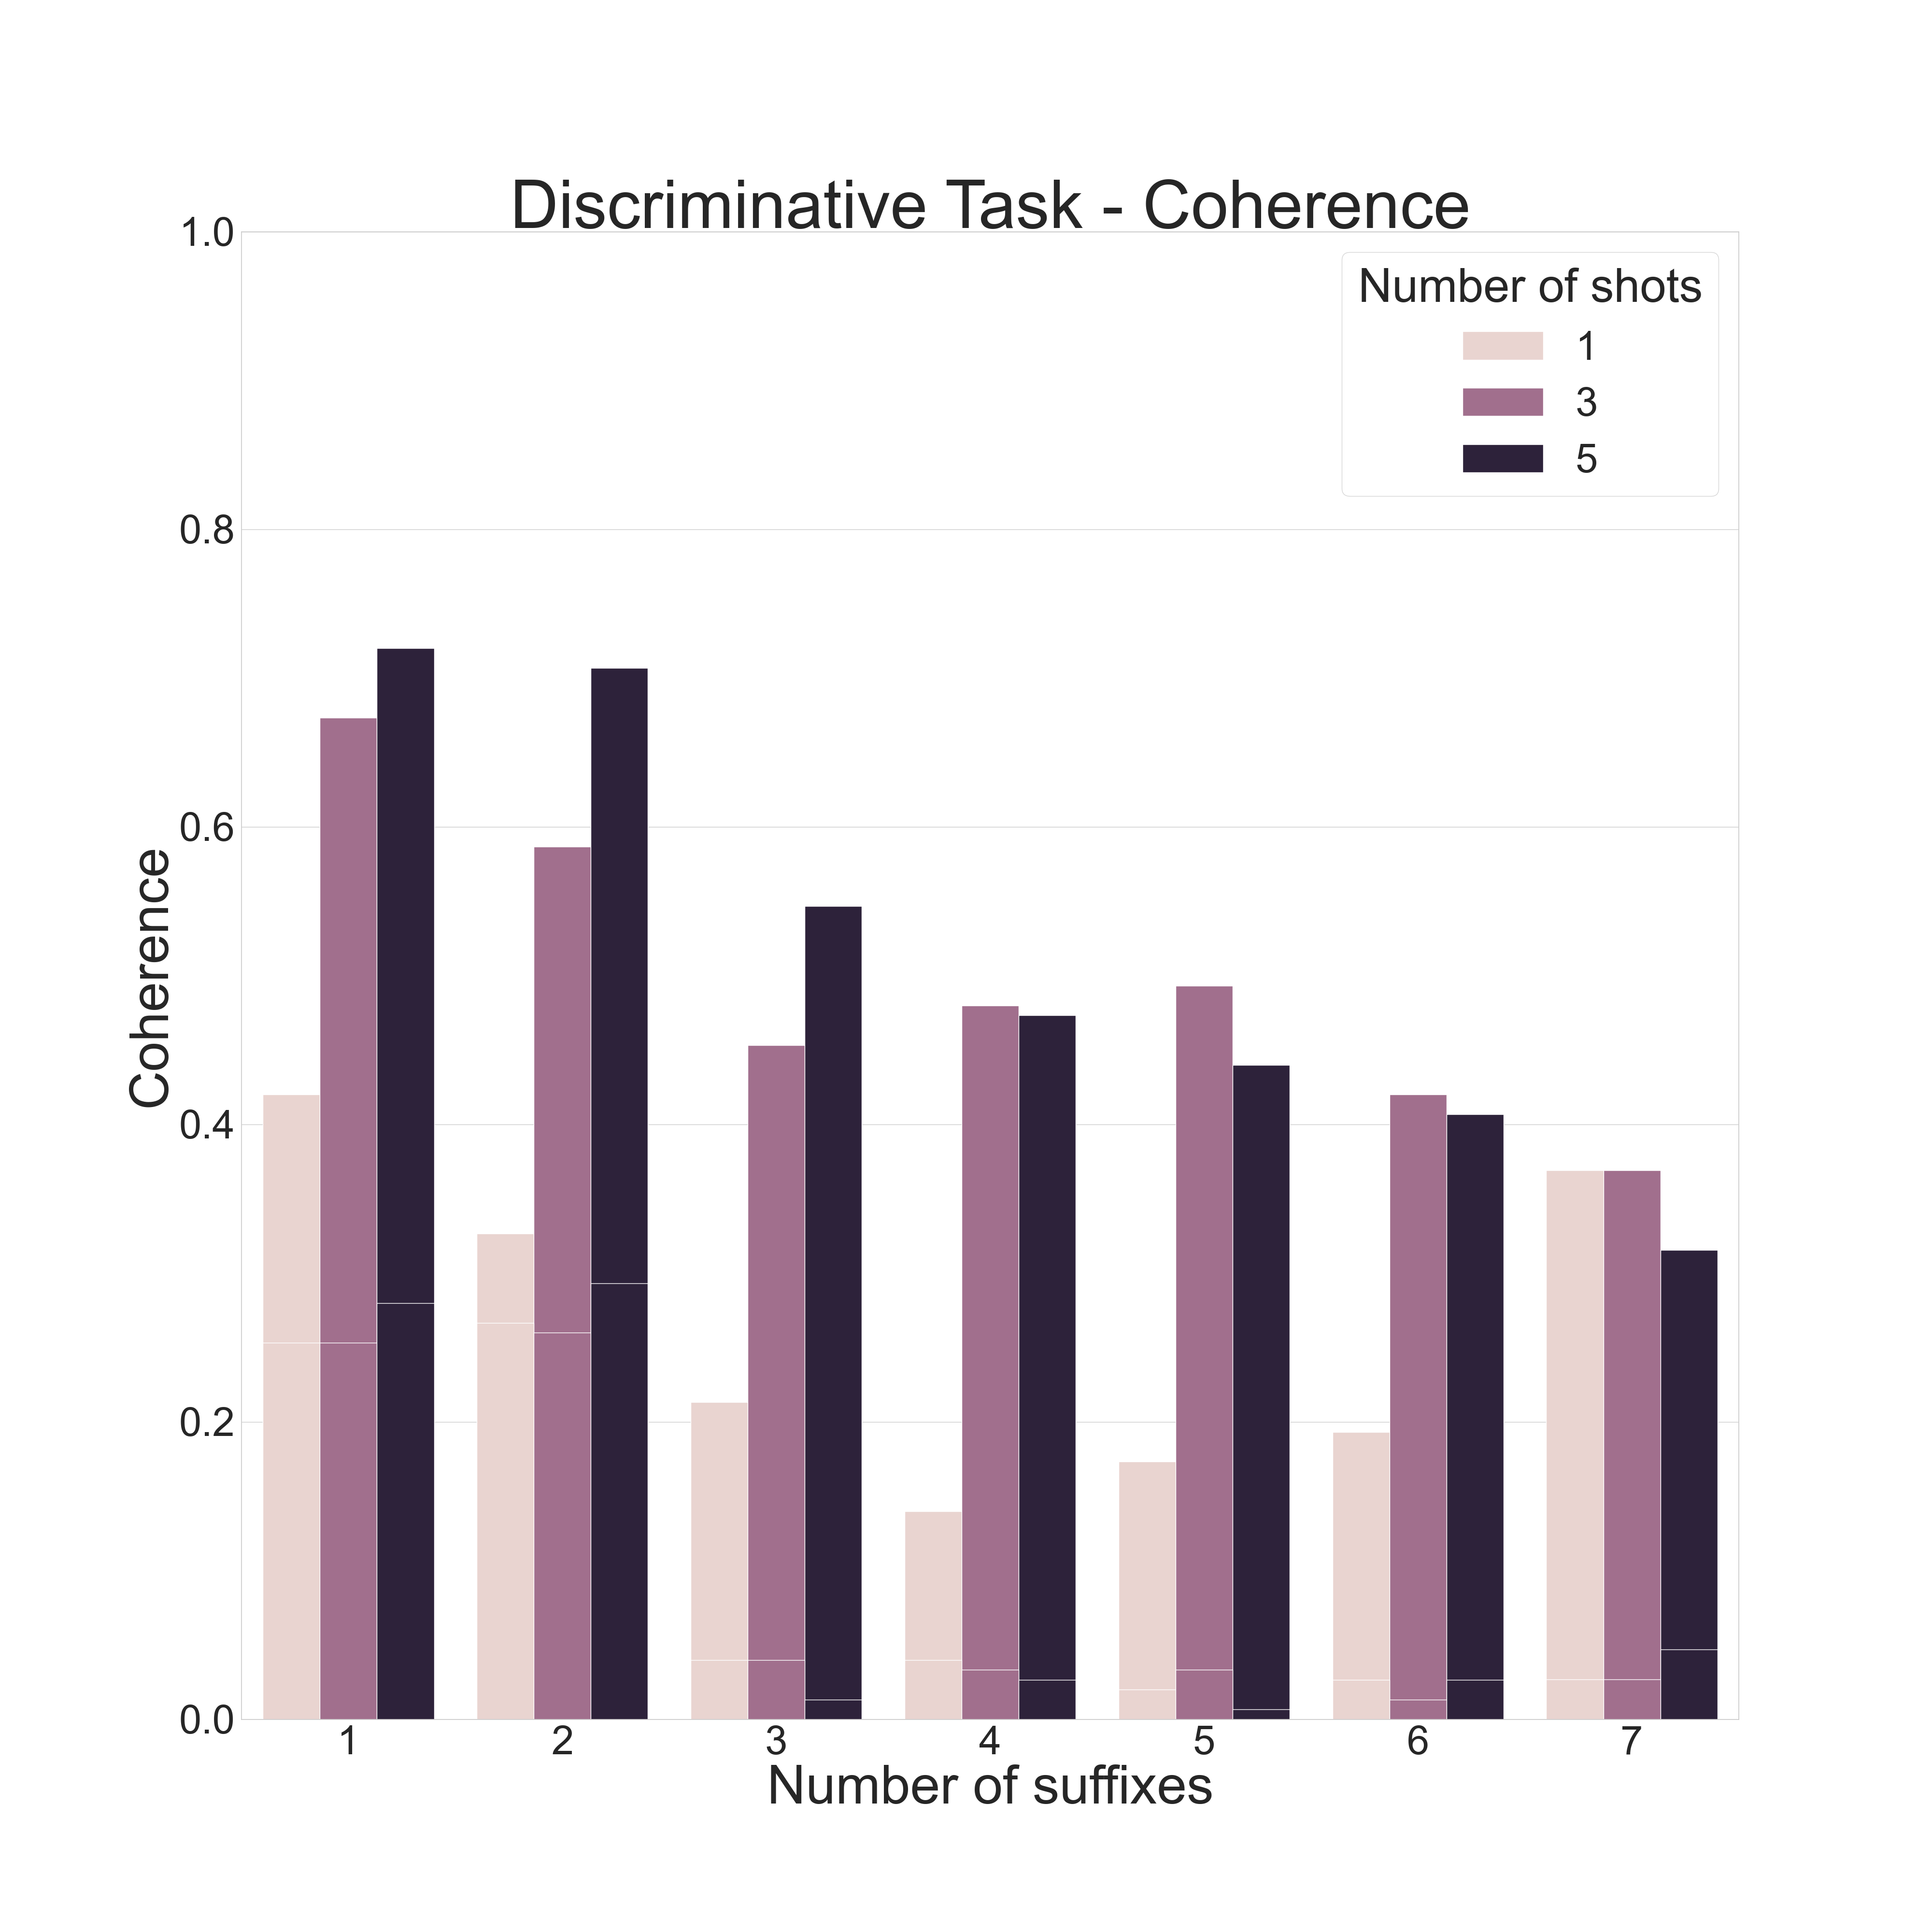 Discriminative Task - Coherence
Number of shots
1
3
5
1.0
0.8
0.6
0.4
0.2
0.0
Coherence
1 2 3 4 5 6 7
Number of suffixes